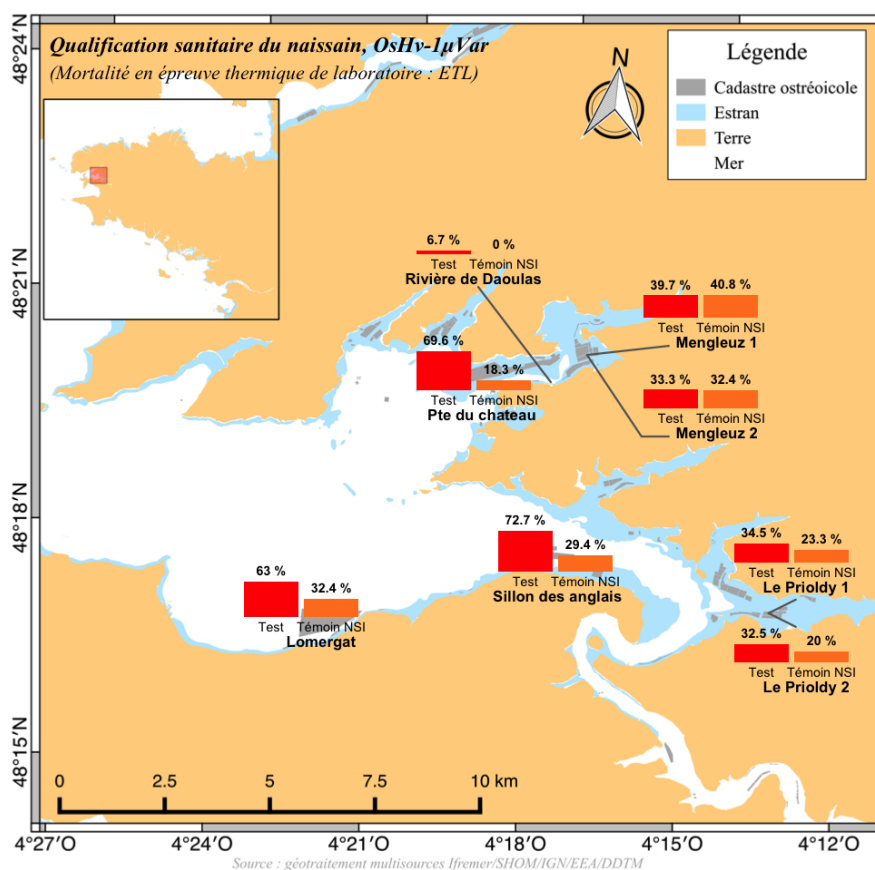 Qualification sanitaire du naissain, OsHv-1µVar
(Mortalité en épreuve thermique de laboratoire : ETL)
N
Légende
Cadastre ostréoicole
Estran
Terre
Mer
48°24'N
48°21'N
48°18'N
48°15'N
6.7 % 0 %
Test Témoin NSI
Rivière de Daoulas
39.7 % 40.8 %
Test Témoin NSI
Mengleuz 1
69.6 % 18.3 %
Test Témoin NSI
Pte du chateau
33.3 % 32.4 %
Test Témoin NSI
Mengleuz 2
72.7 % 29.4 %
Test Témoin NSI
Sillon des anglais
34.5 % 23.3 %
Test Témoin NSI
Le Prioldy 1
63 % 32.4 %
Test Témoin NSI
Lomergat
32.5 % 20 %
Test Témoin NSI
Le Prioldy 2
0 2.5 5 7.5 10 km
4°27'O 4°24'O 4°21'O 4°18'O 4°15'O 4°12'O
Source : géotraitement multisources Ifremer/SHOM/IGN/EEA/DDTM